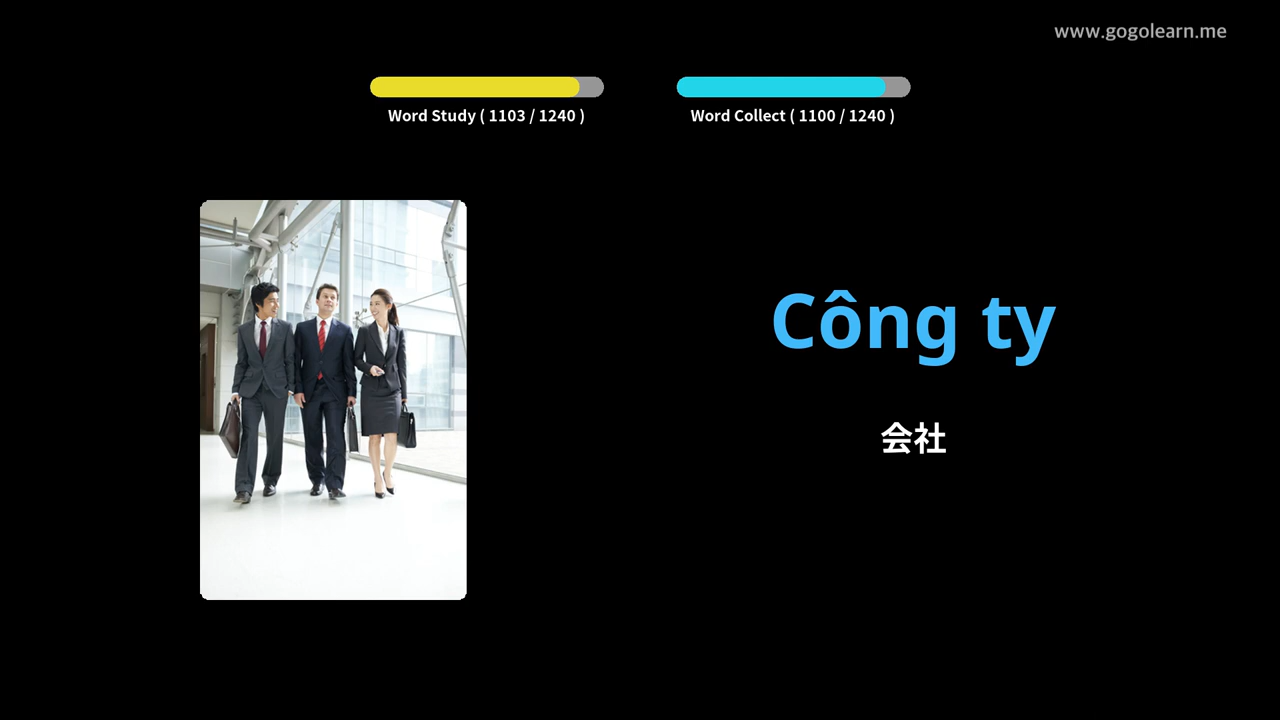 www.gogolearn.me
Word Study ( 1103 / 1240 )
Word Collect ( 1100 / 1240 )
Công ty
会社